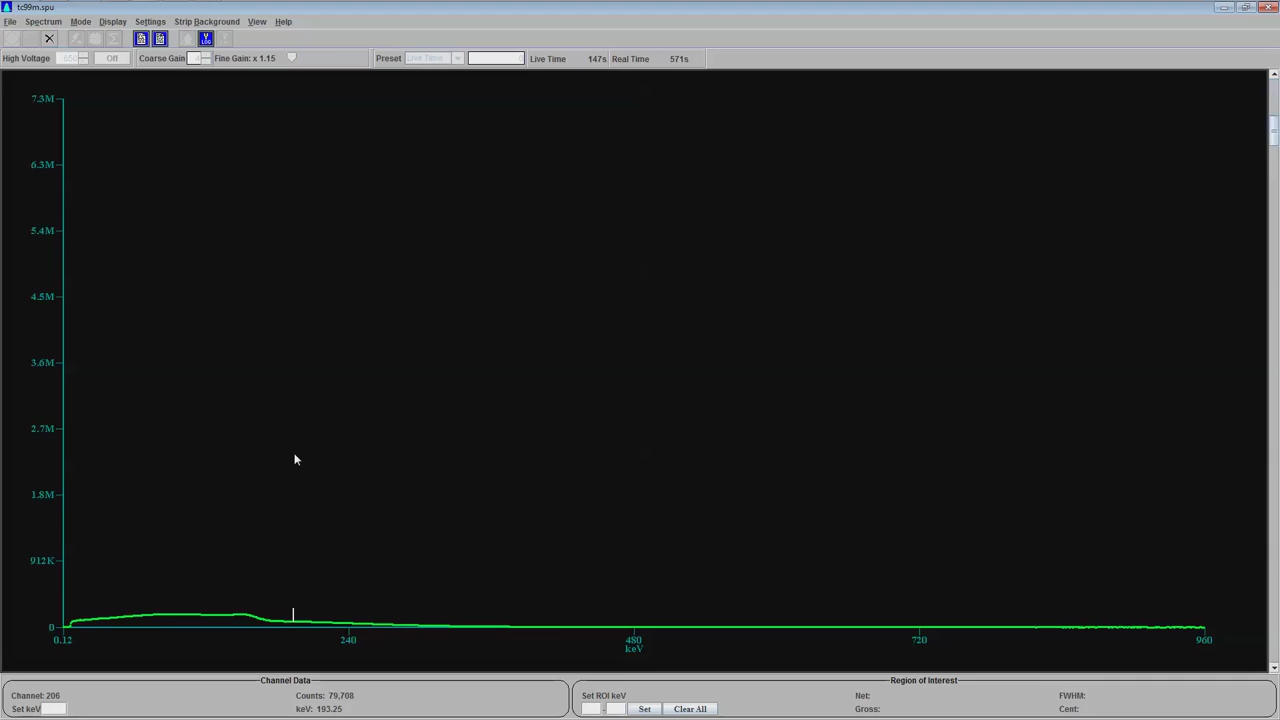 tc99m.spu
File Spectrum Mode Display Settings Strip Background View Help
High Voltage Off Coarse Gain Fine Gain: x 1.15 Preset Live Time Live Time 147s Real Time 571s
7.3M
6.3M
5.4M
4.5M
3.6M
2.7M
1.8M
912K
0
0.12 240 480 720 960
keV
Channel Data Region of Interest
Channel: 206 Counts: 79,708 Set ROI keV Net: FWHM:
Set keV keV: 193.25 - Set Clear All Gross: Cent: